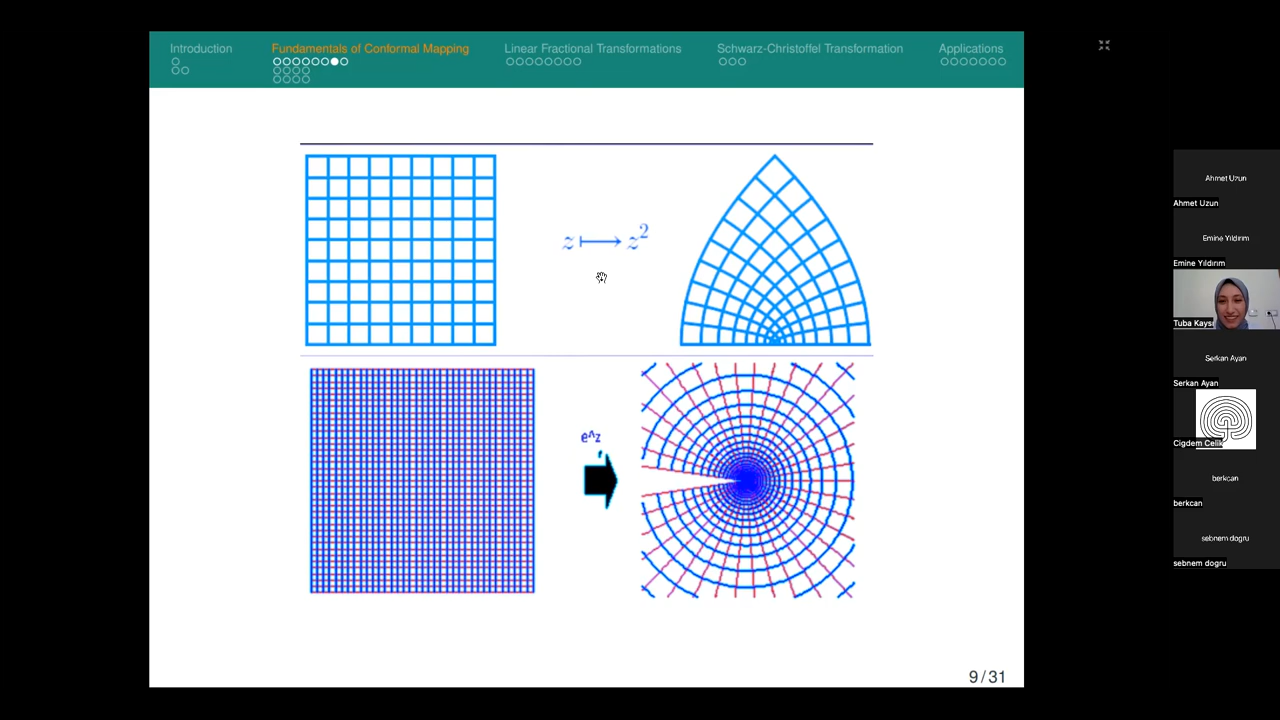 Introduction
Fundamentals of Conformal Mapping
Linear Fractional Transformations
Schwarz-Christoffel Transformation
Applications
z ⟼ z²
e^z
9 / 31
Ahmet Uzun
Ahmet Uzun
Emine Yıldırım
Emine Yıldırım
Tuba Kaysı
Serkan Ayan
Serkan Ayan
Cigdem Celik
berkcan
berkcan
sebnem dogru
sebnem dogru